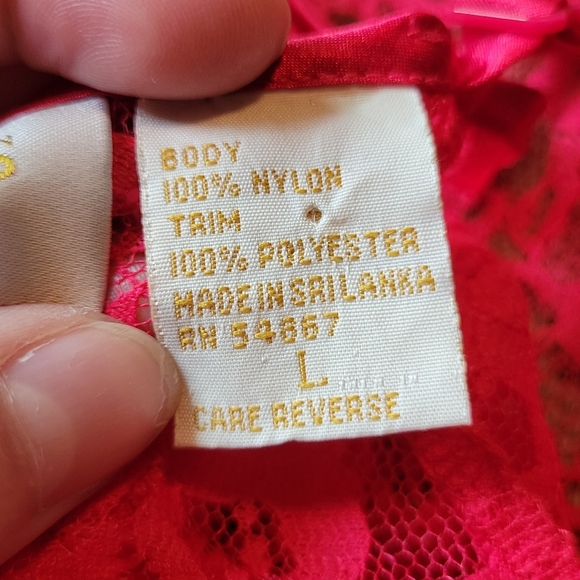 BODY
100% NYLON
TRIM
100% POLYESTER
MADE IN SRI LANKA
RN 54867
L
CARE REVERSE